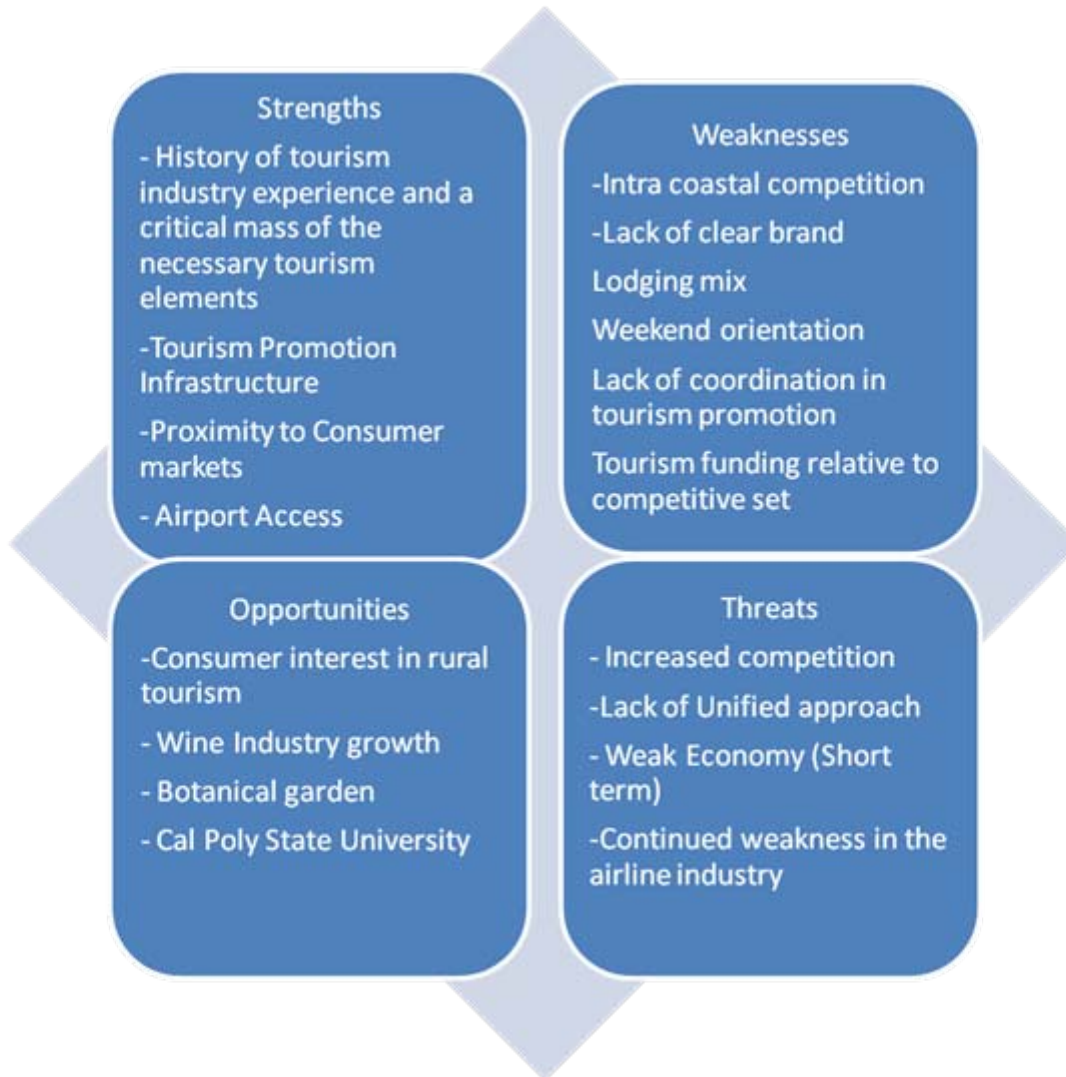 Strengths
- History of tourism
industry experience and a
critical mass of the
necessary tourism
elements
-Tourism Promotion
Infrastructure
-Proximity to Consumer
markets
- Airport Access
Weaknesses
-Intra coastal competition
-Lack of clear brand
Lodging mix
Weekend orientation
Lack of coordination in
tourism promotion
Tourism funding relative to
competitive set
Opportunities
-Consumer interest in rural
tourism
- Wine Industry growth
- Botanical garden
- Cal Poly State University
Threats
- Increased competition
-Lack of Unified approach
- Weak Economy (Short
term)
-Continued weakness in the
airline industry